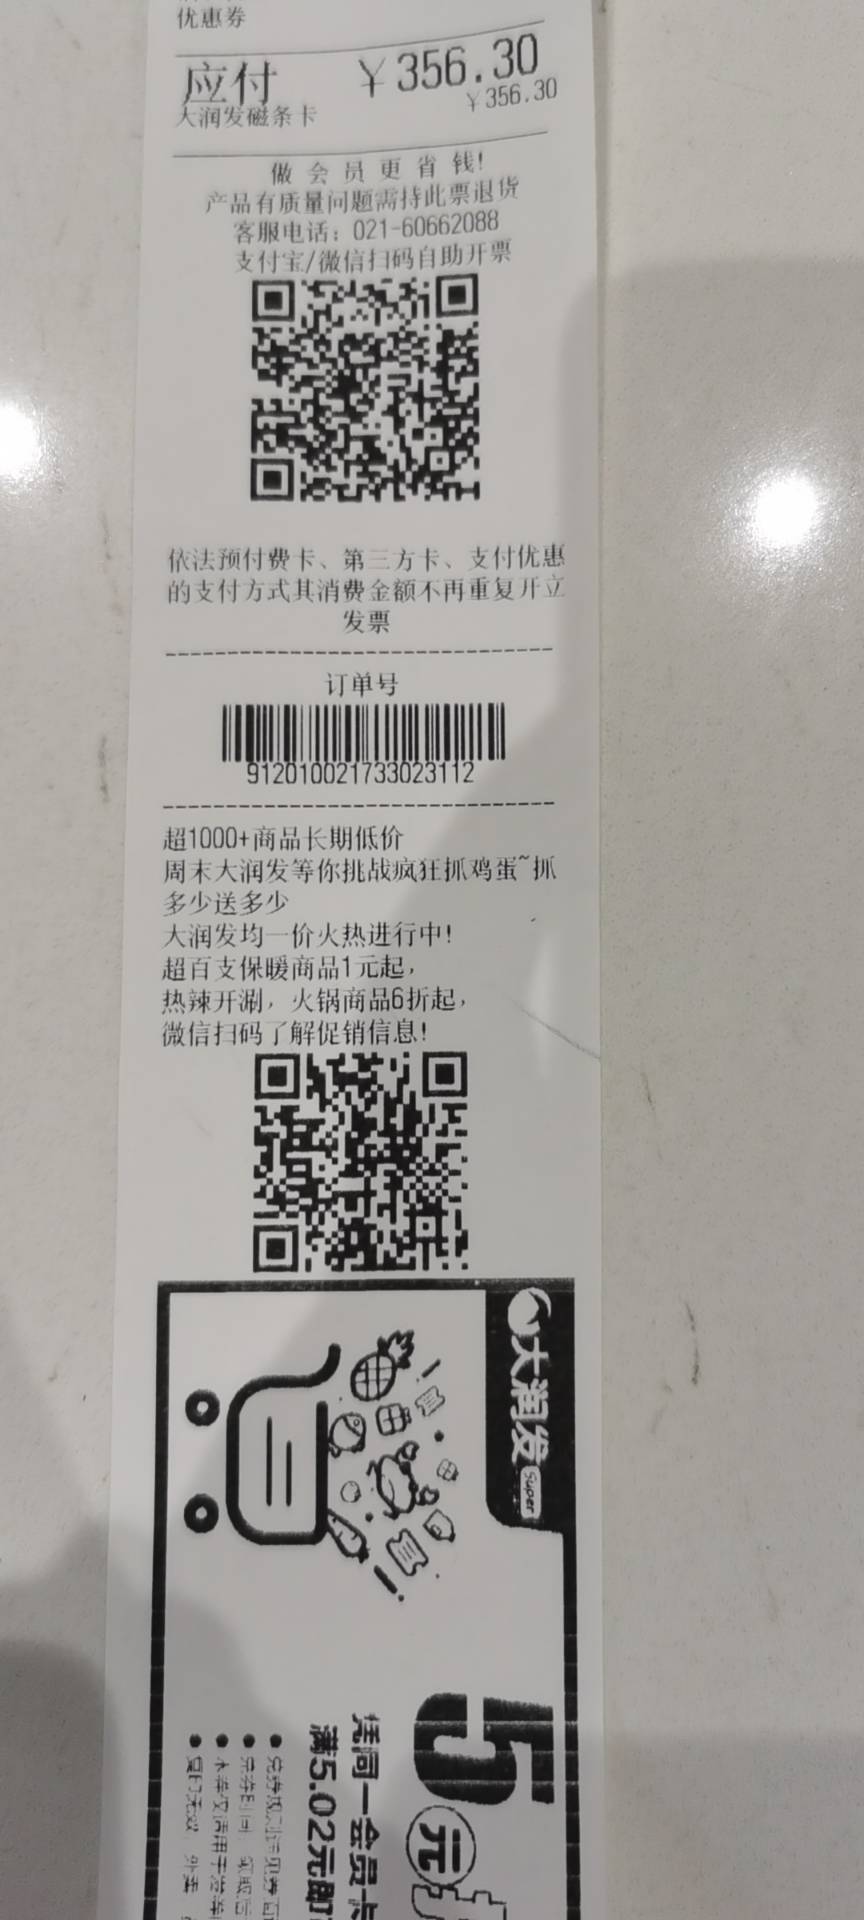 优惠券
应付 ￥356.30
大润发磁条卡 ￥356.30
做会员更省钱!
产品有质量问题需持此票退货
客服电话：021-60662088
支付宝/微信扫码自助开票
依法预付费卡、第三方卡、支付优惠
的支付方式其消费金额不再重复开立
发票
订单号
912010021733023112
超1000+商品长期低价
周末大润发等你挑战疯狂抓鸡蛋~抓
多少送多少
大润发均一价火热进行中!
超百支保暖商品1元起，
热辣开涮，火锅商品6折起，
微信扫码了解促销信息!
大润发 Super
5元
凭同一会员卡
满5.02元即